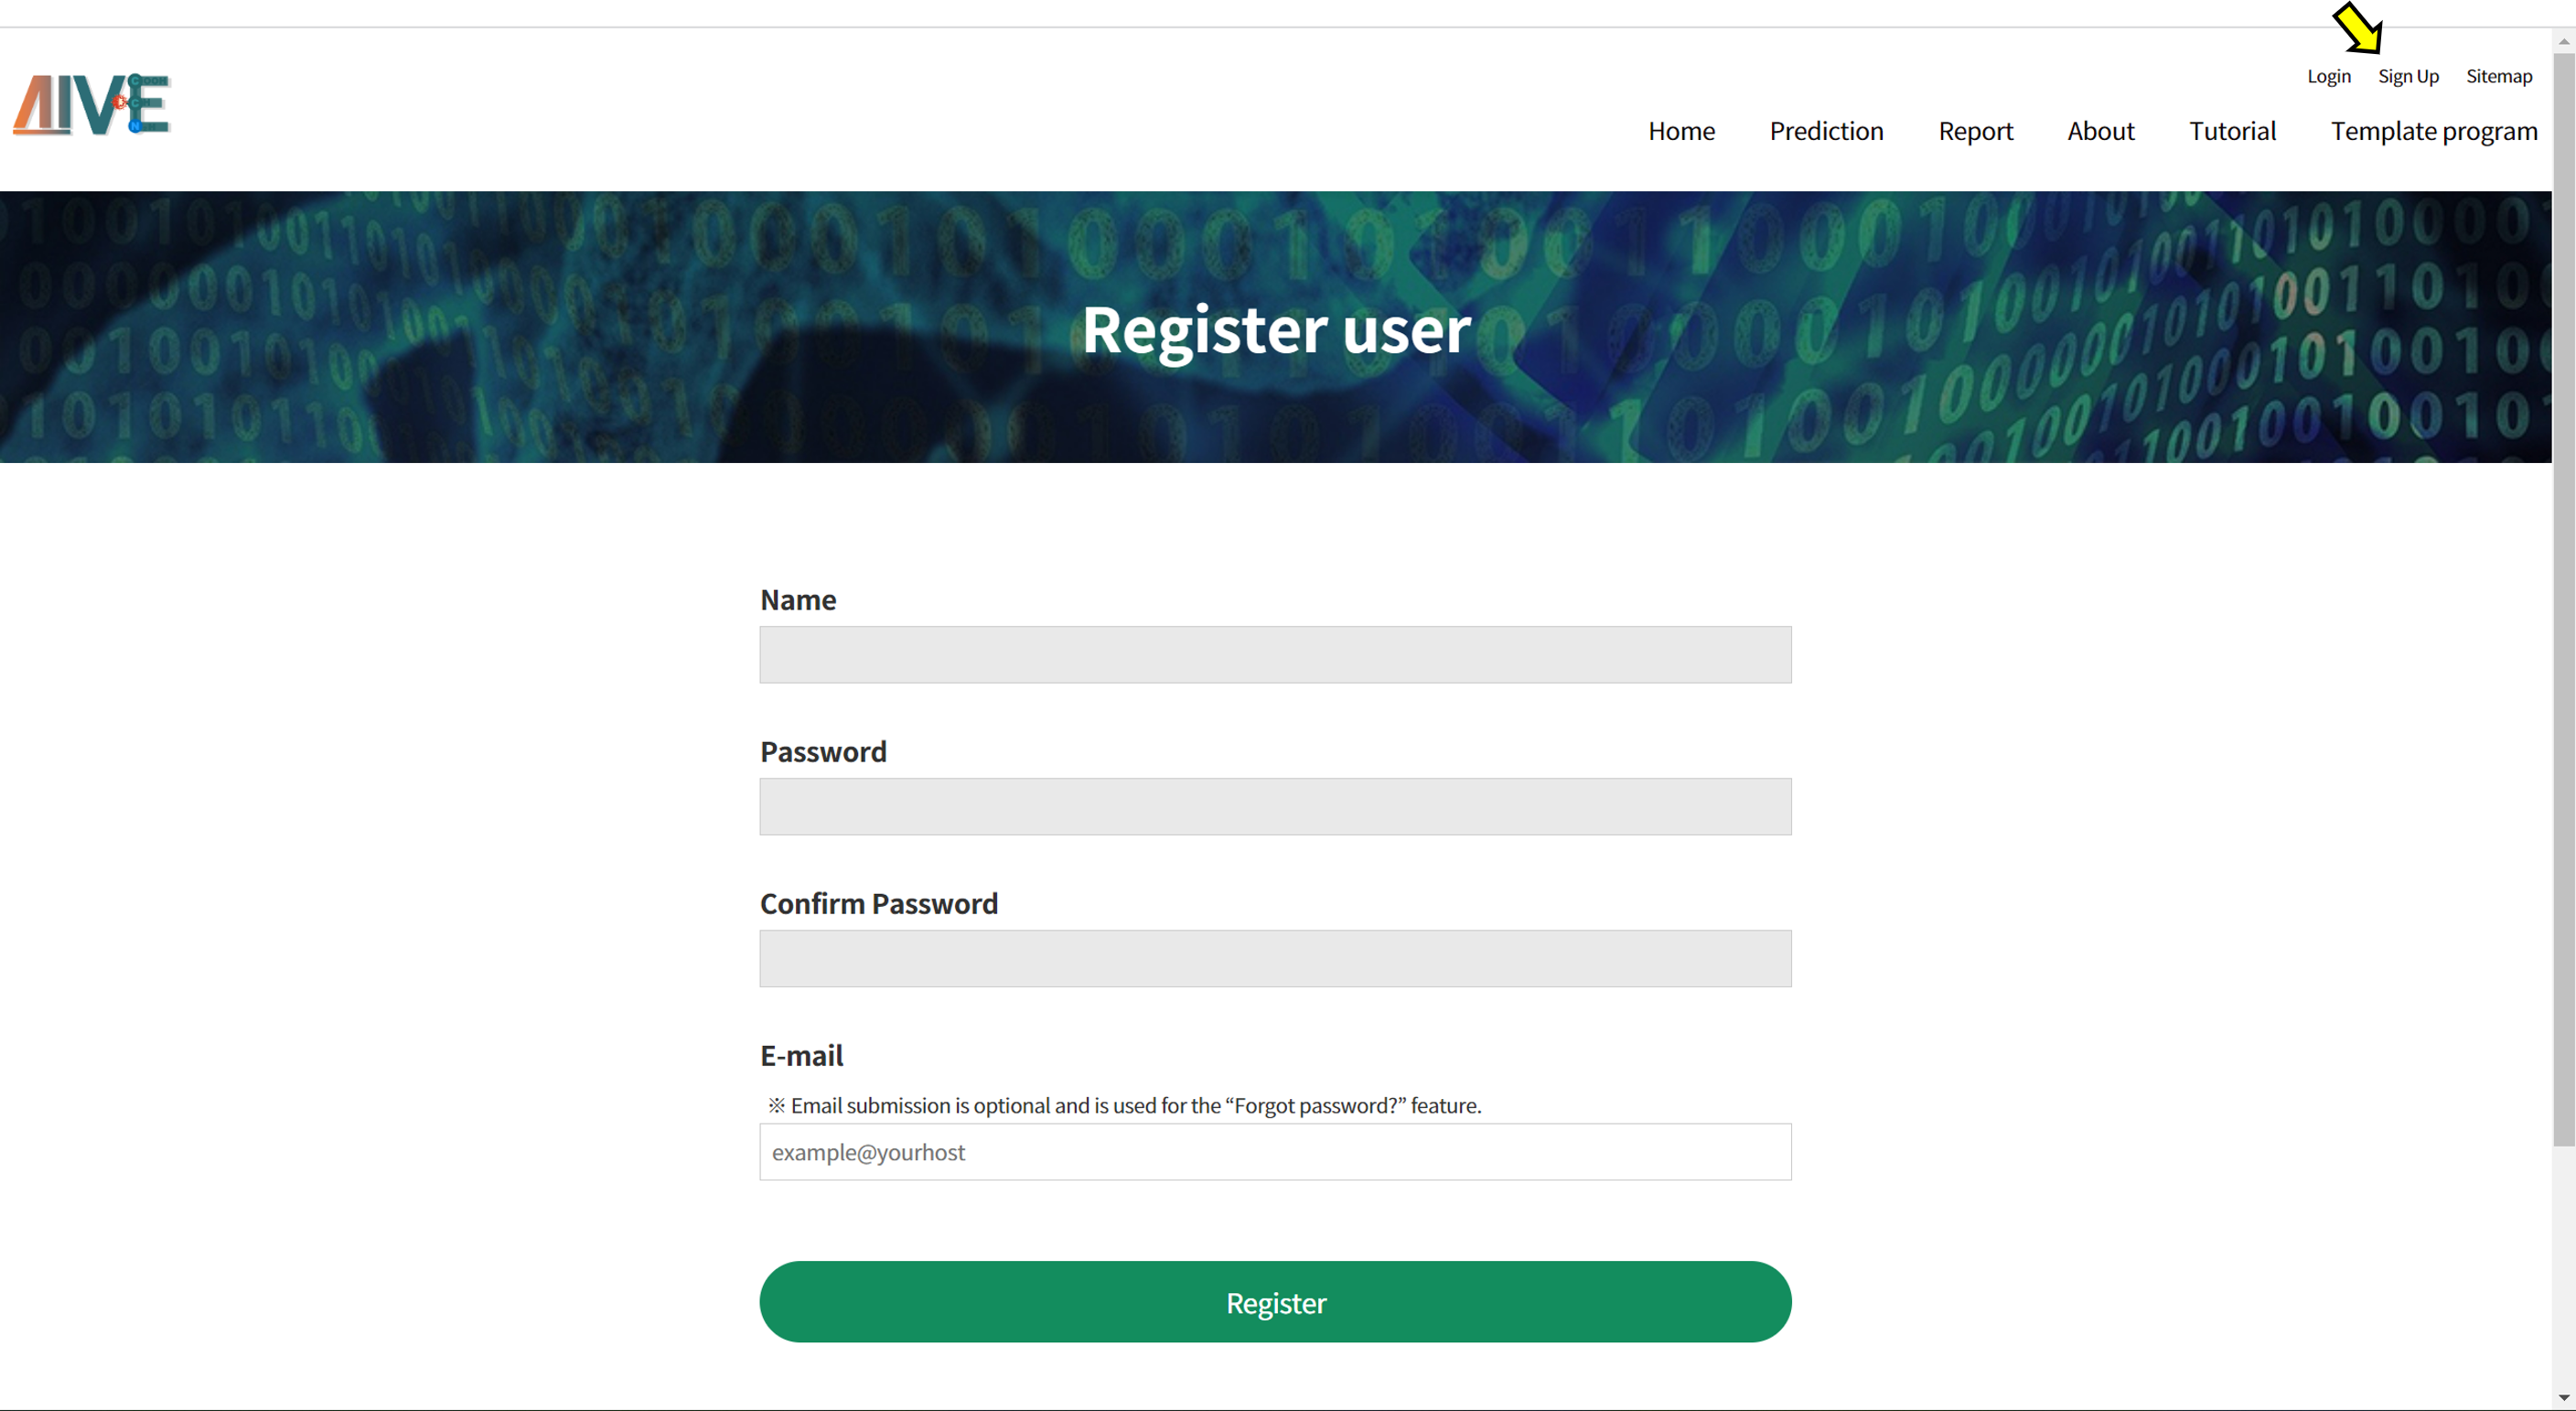 AIVE
Login Sign Up Sitemap
Home Prediction Report About Tutorial Template program
Register user
Name
Password
Confirm Password
E-mail
※ Email submission is optional and is used for the “Forgot password?” feature.
example@yourhost
Register